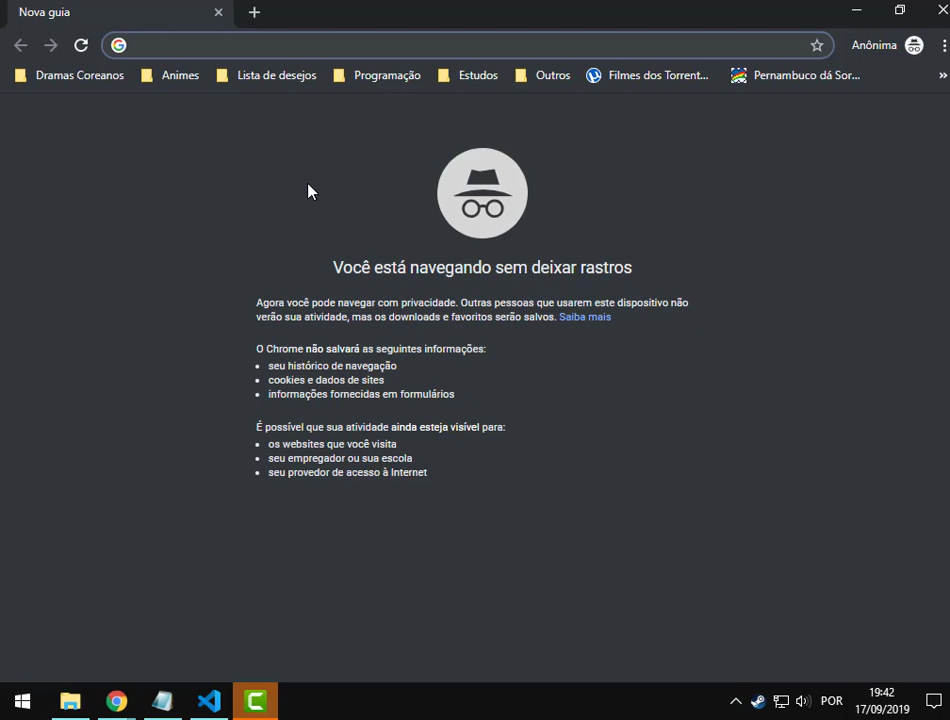 Nova guia
Anônima
Dramas Coreanos Animes Lista de desejos Programação Estudos Outros Filmes dos Torrent... Pernambuco dá Sor... »
Você está navegando sem deixar rastros
Agora você pode navegar com privacidade. Outras pessoas que usarem este dispositivo não
verão sua atividade, mas os downloads e favoritos serão salvos. Saiba mais
O Chrome não salvará as seguintes informações:
• seu histórico de navegação
• cookies e dados de sites
• informações fornecidas em formulários
É possível que sua atividade ainda esteja visível para:
• os websites que você visita
• seu empregador ou sua escola
• seu provedor de acesso à Internet
POR
19:42
17/09/2019